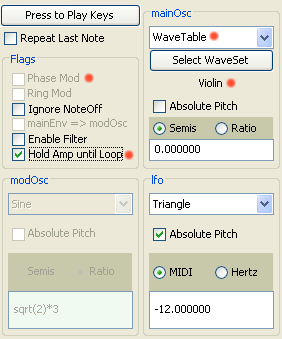 Press to Play Keys
Repeat Last Note
Flags
Phase Mod
Ring Mod
Ignore NoteOff
mainEnv => modOsc
Enable Filter
Hold Amp until Loop
mainOsc
WaveTable
Select WaveSet
Violin
Absolute Pitch
Semis Ratio
0.000000
modOsc
Sine
Absolute Pitch
Semis Ratio
sqrt(2)*3
lfo
Triangle
Absolute Pitch
MIDI Hertz
-12.000000